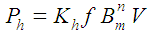 P_h = K_h f B_m^n V